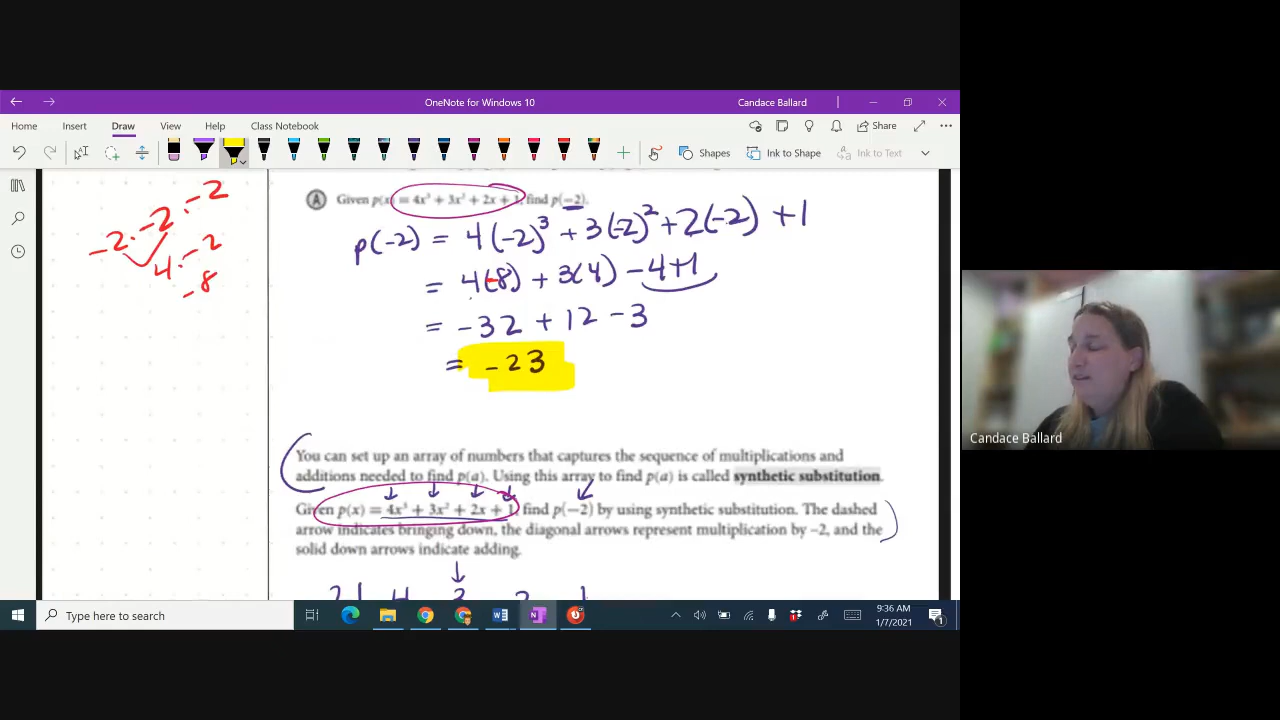 OneNote for Windows 10
Candace Ballard
Home Insert Draw View Help Class Notebook
Share
Shapes Ink to Shape Ink to Text
A Given p(x) = 4x³ + 3x² + 2x + 1, find p(−2).
-2 · -2 · -2
4 · -2
-8
p(-2) = 4(-2)³ + 3(-2)² + 2(-2) + 1
= 4(-8) + 3(4) - 4 + 1
= -32 + 12 - 3
= -23
You can set up an array of numbers that captures the sequence of multiplications and
additions needed to find p(a). Using this array to find p(a) is called synthetic substitution.
Given p(x) = 4x³ + 3x² + 2x + 1, find p(−2) by using synthetic substitution. The dashed
arrow indicates bringing down, the diagonal arrows represent multiplication by −2, and the
solid down arrows indicate adding.
Candace Ballard
Type here to search
9:36 AM
1/7/2021